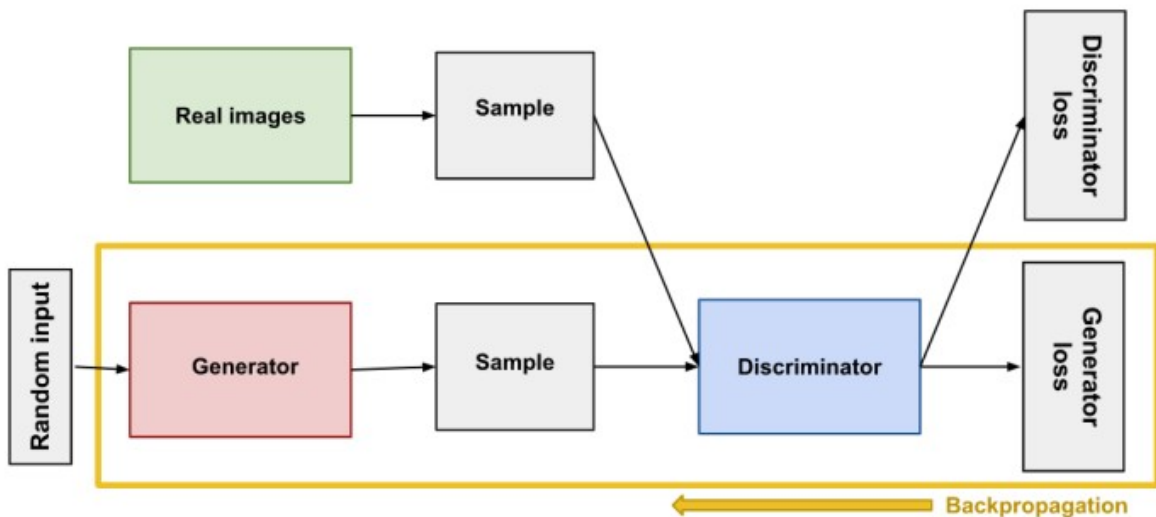 Real images
Sample
Discriminator
loss
Random input
Generator
Sample
Discriminator
Generator
loss
Backpropagation